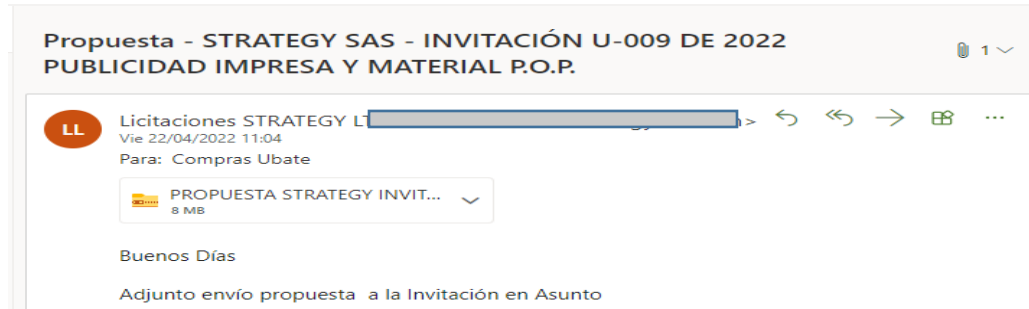 Propuesta - STRATEGY SAS - INVITACIÓN U-009 DE 2022
PUBLICIDAD IMPRESA Y MATERIAL P.O.P.
1
LL
Licitaciones STRATEGY
Vie 22/04/2022 11:04
Para: Compras Ubate
PROPUESTA STRATEGY INVIT...
8 MB
Buenos Días
Adjunto envío propuesta a la Invitación en Asunto